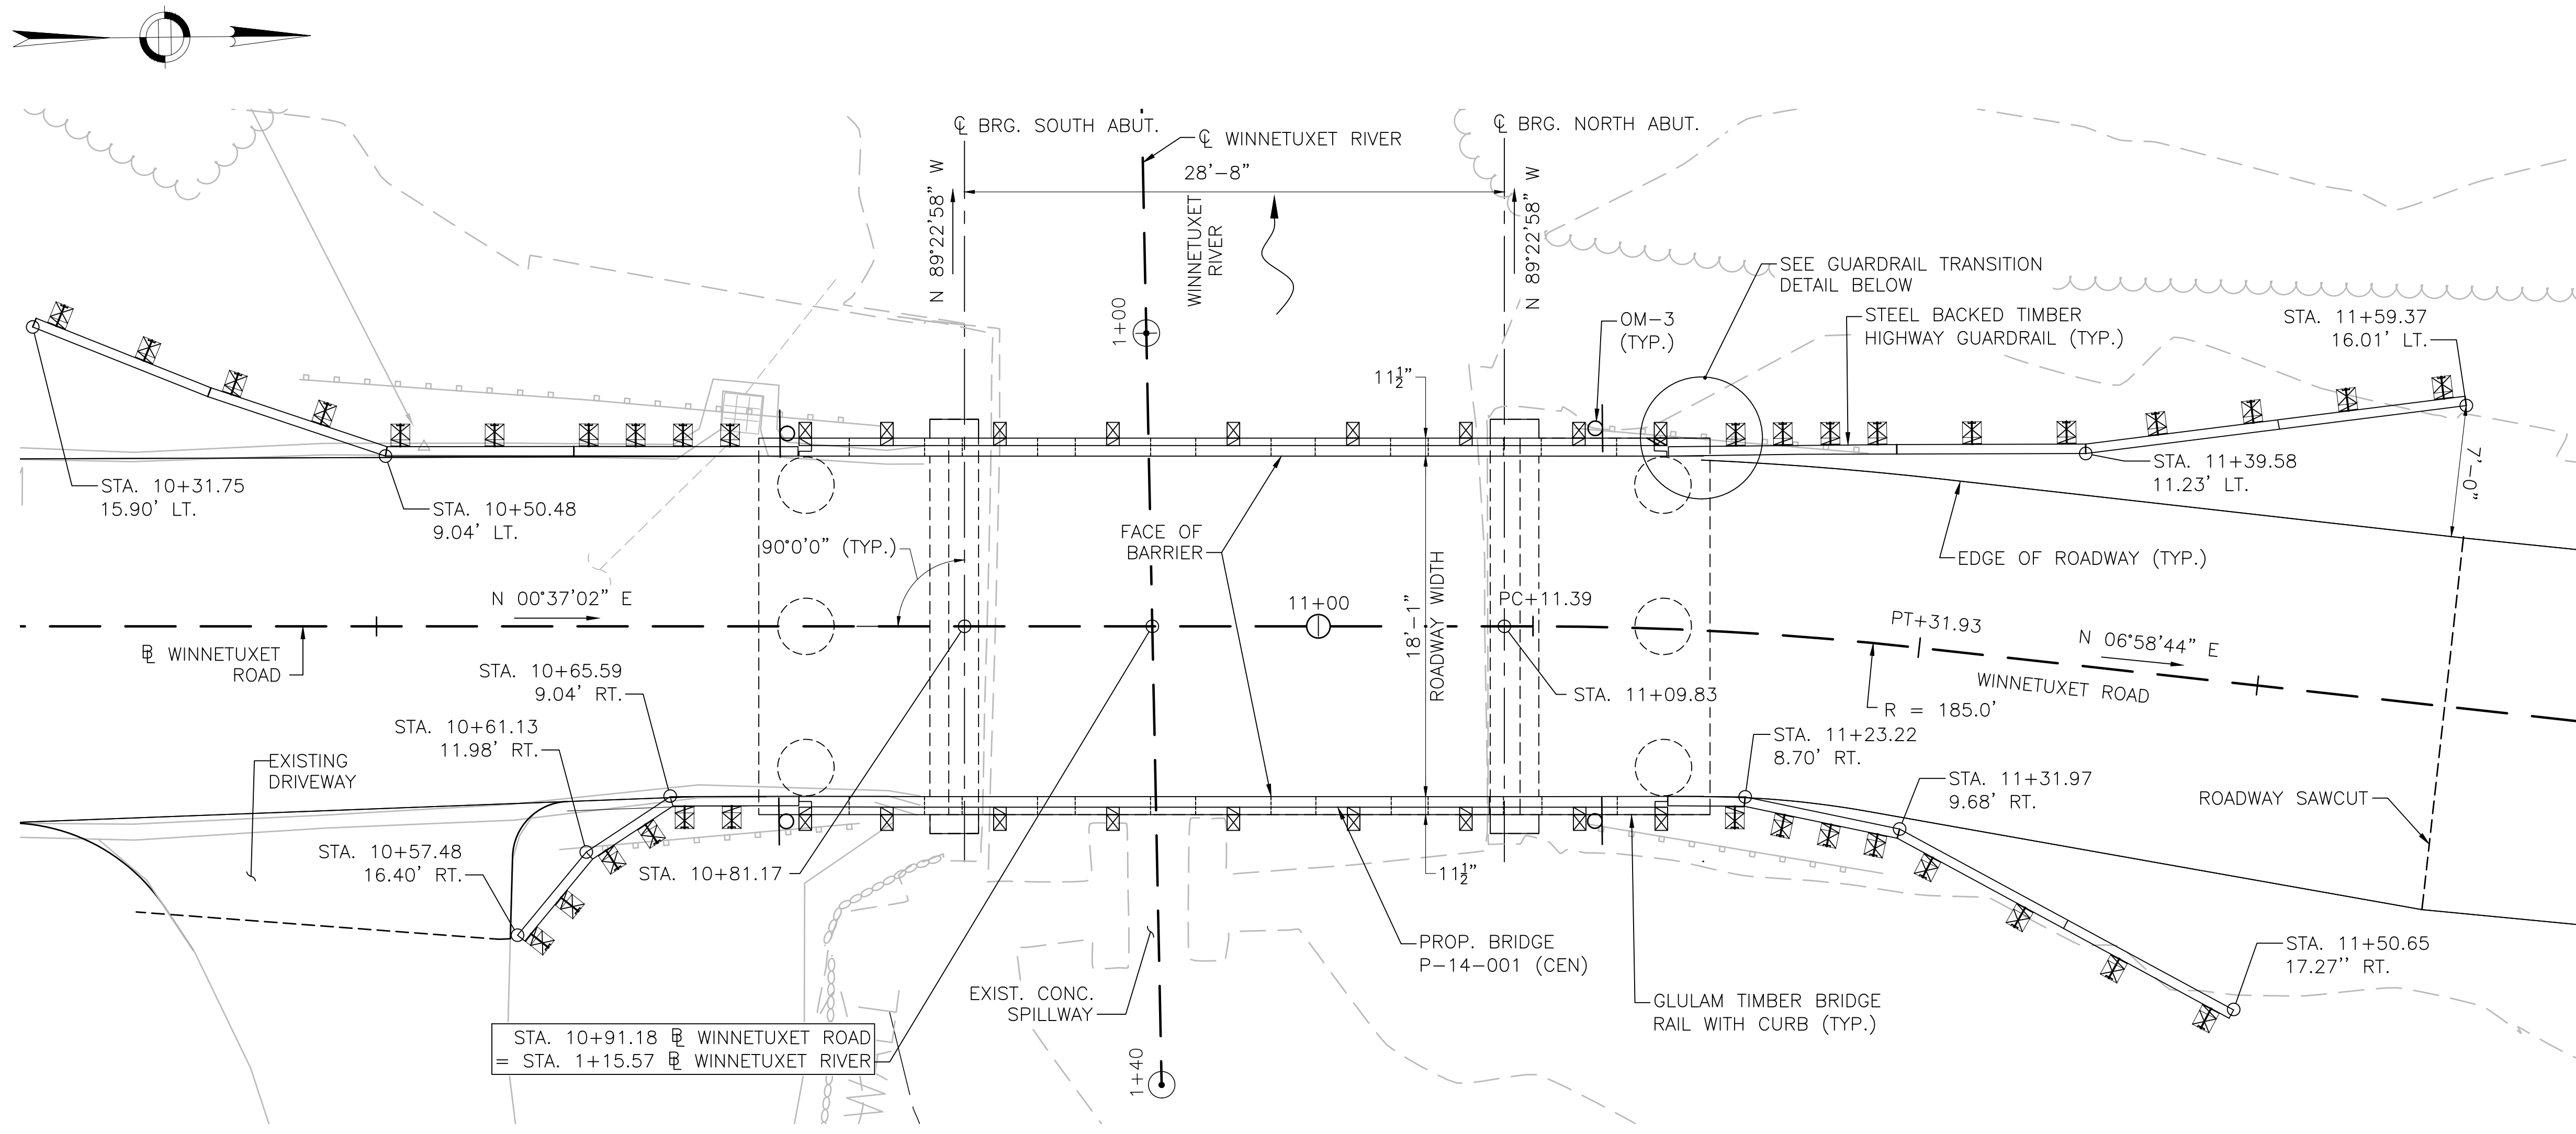 ℄ BRG. SOUTH ABUT.
℄ WINNETUXET RIVER
℄ BRG. NORTH ABUT.
28'-8"
N 89°22'58" W
WINNETUXET
RIVER
N 89°22'58" W
1+00
SEE GUARDRAIL TRANSITION
DETAIL BELOW
OM-3
(TYP.)
STEEL BACKED TIMBER
HIGHWAY GUARDRAIL (TYP.)
STA. 11+59.37
16.01' LT.
11½"
STA. 10+31.75
15.90' LT.
STA. 10+50.48
9.04' LT.
STA. 11+39.58
11.23' LT.
7'-0"
90°0'0" (TYP.)
FACE OF
BARRIER
EDGE OF ROADWAY (TYP.)
N 00°37'02" E
11+00
18'-1"
ROADWAY WIDTH
PC+11.39
PT+31.93
N 06°58'44" E
WINNETUXET ROAD
R = 185.0'
BL WINNETUXET
ROAD
STA. 10+65.59
9.04' RT.
STA. 11+09.83
STA. 10+61.13
11.98' RT.
STA. 11+23.22
8.70' RT.
EXISTING
DRIVEWAY
STA. 11+31.97
9.68' RT.
ROADWAY SAWCUT
STA. 10+57.48
16.40' RT.
STA. 10+81.17
11½"
PROP. BRIDGE
P-14-001 (CEN)
STA. 11+50.65
17.27'' RT.
EXIST. CONC.
SPILLWAY
GLULAM TIMBER BRIDGE
RAIL WITH CURB (TYP.)
STA. 10+91.18 BL WINNETUXET ROAD
= STA. 1+15.57 BL WINNETUXET RIVER
1+40